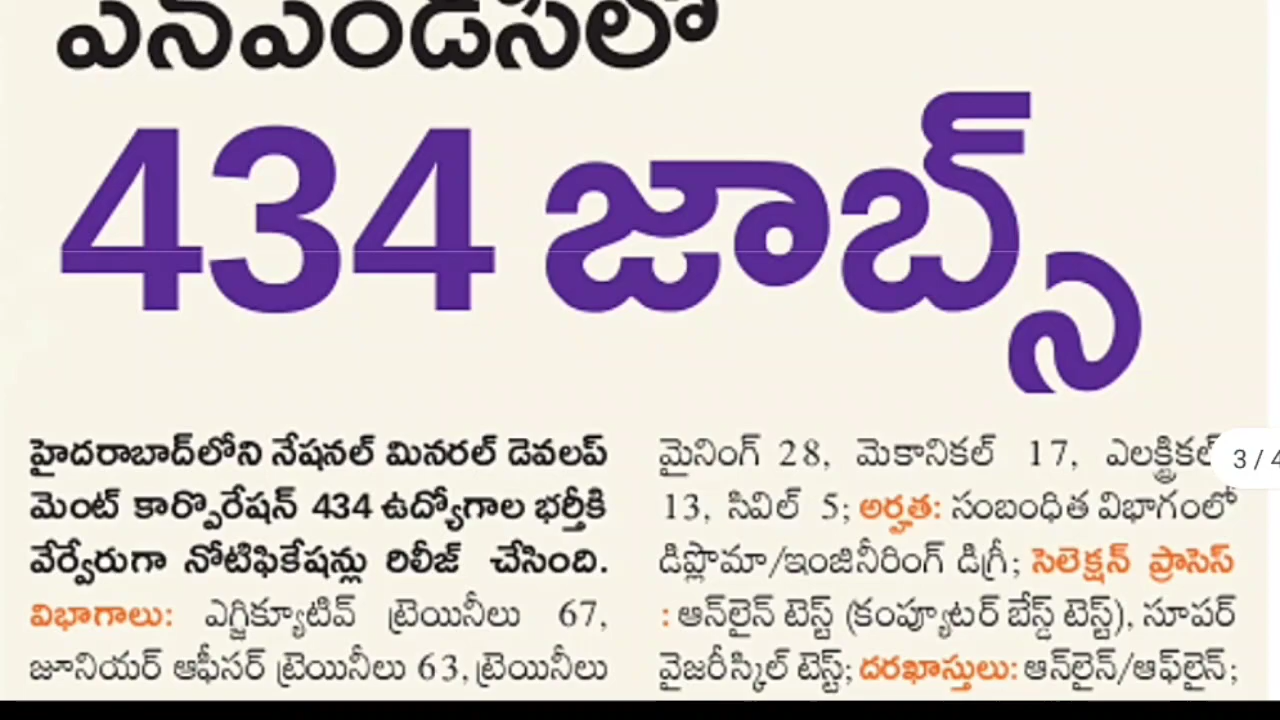 ఎన్ఎండీసీలో
434 జాబ్స్
హైదరాబాద్‌లోని నేషనల్ మినరల్ డెవలప్
మెంట్ కార్పొరేషన్ 434 ఉద్యోగాల భర్తీకి
వేర్వేరుగా నోటిఫికేషన్లు రిలీజ్ చేసింది.
విభాగాలు: ఎగ్జిక్యూటివ్ ట్రెయినీలు 67,
జూనియర్ ఆఫీసర్ ట్రెయినీలు 63, ట్రెయినీలు
మైనింగ్ 28, మెకానికల్ 17, ఎలక్ట్రికల్
13, సివిల్ 5; అర్హత: సంబంధిత విభాగంలో
డిప్లొమా/ఇంజినీరింగ్ డిగ్రీ; సెలెక్షన్ ప్రాసెస్
: ఆన్‌లైన్ టెస్ట్ (కంప్యూటర్ బేస్డ్ టెస్ట్), సూపర్
వైజరీస్కిల్ టెస్ట్; దరఖాస్తులు: ఆన్‌లైన్/ఆఫ్‌లైన్;
3 / 4